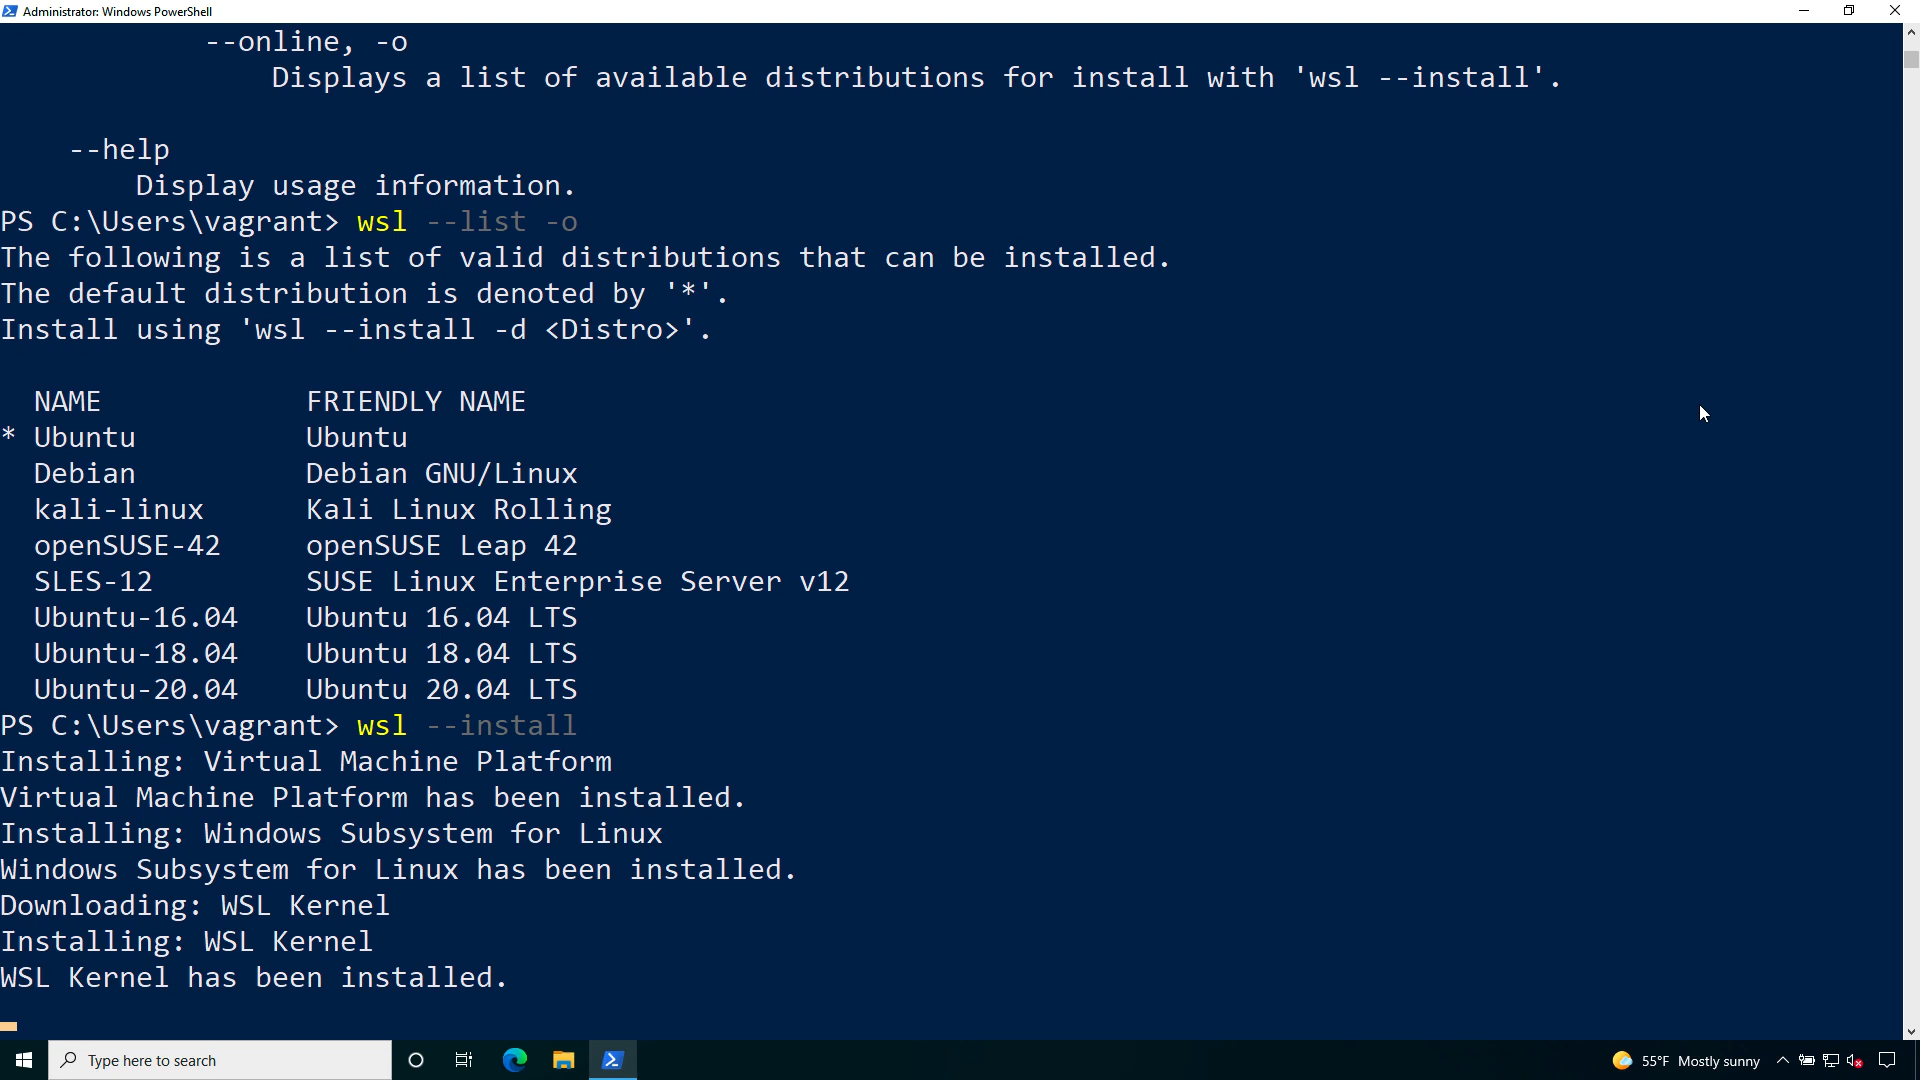 Administrator: Windows PowerShell
--online, -o
Displays a list of available distributions for install with 'wsl --install'.
--help
Display usage information.
PS C:\Users\vagrant> wsl --list -o
The following is a list of valid distributions that can be installed.
The default distribution is denoted by '*'.
Install using 'wsl --install -d <Distro>'.
NAME FRIENDLY NAME
* Ubuntu Ubuntu
Debian Debian GNU/Linux
kali-linux Kali Linux Rolling
openSUSE-42 openSUSE Leap 42
SLES-12 SUSE Linux Enterprise Server v12
Ubuntu-16.04 Ubuntu 16.04 LTS
Ubuntu-18.04 Ubuntu 18.04 LTS
Ubuntu-20.04 Ubuntu 20.04 LTS
PS C:\Users\vagrant> wsl --install
Installing: Virtual Machine Platform
Virtual Machine Platform has been installed.
Installing: Windows Subsystem for Linux
Windows Subsystem for Linux has been installed.
Downloading: WSL Kernel
Installing: WSL Kernel
WSL Kernel has been installed.
Type here to search 55°F Mostly sunny